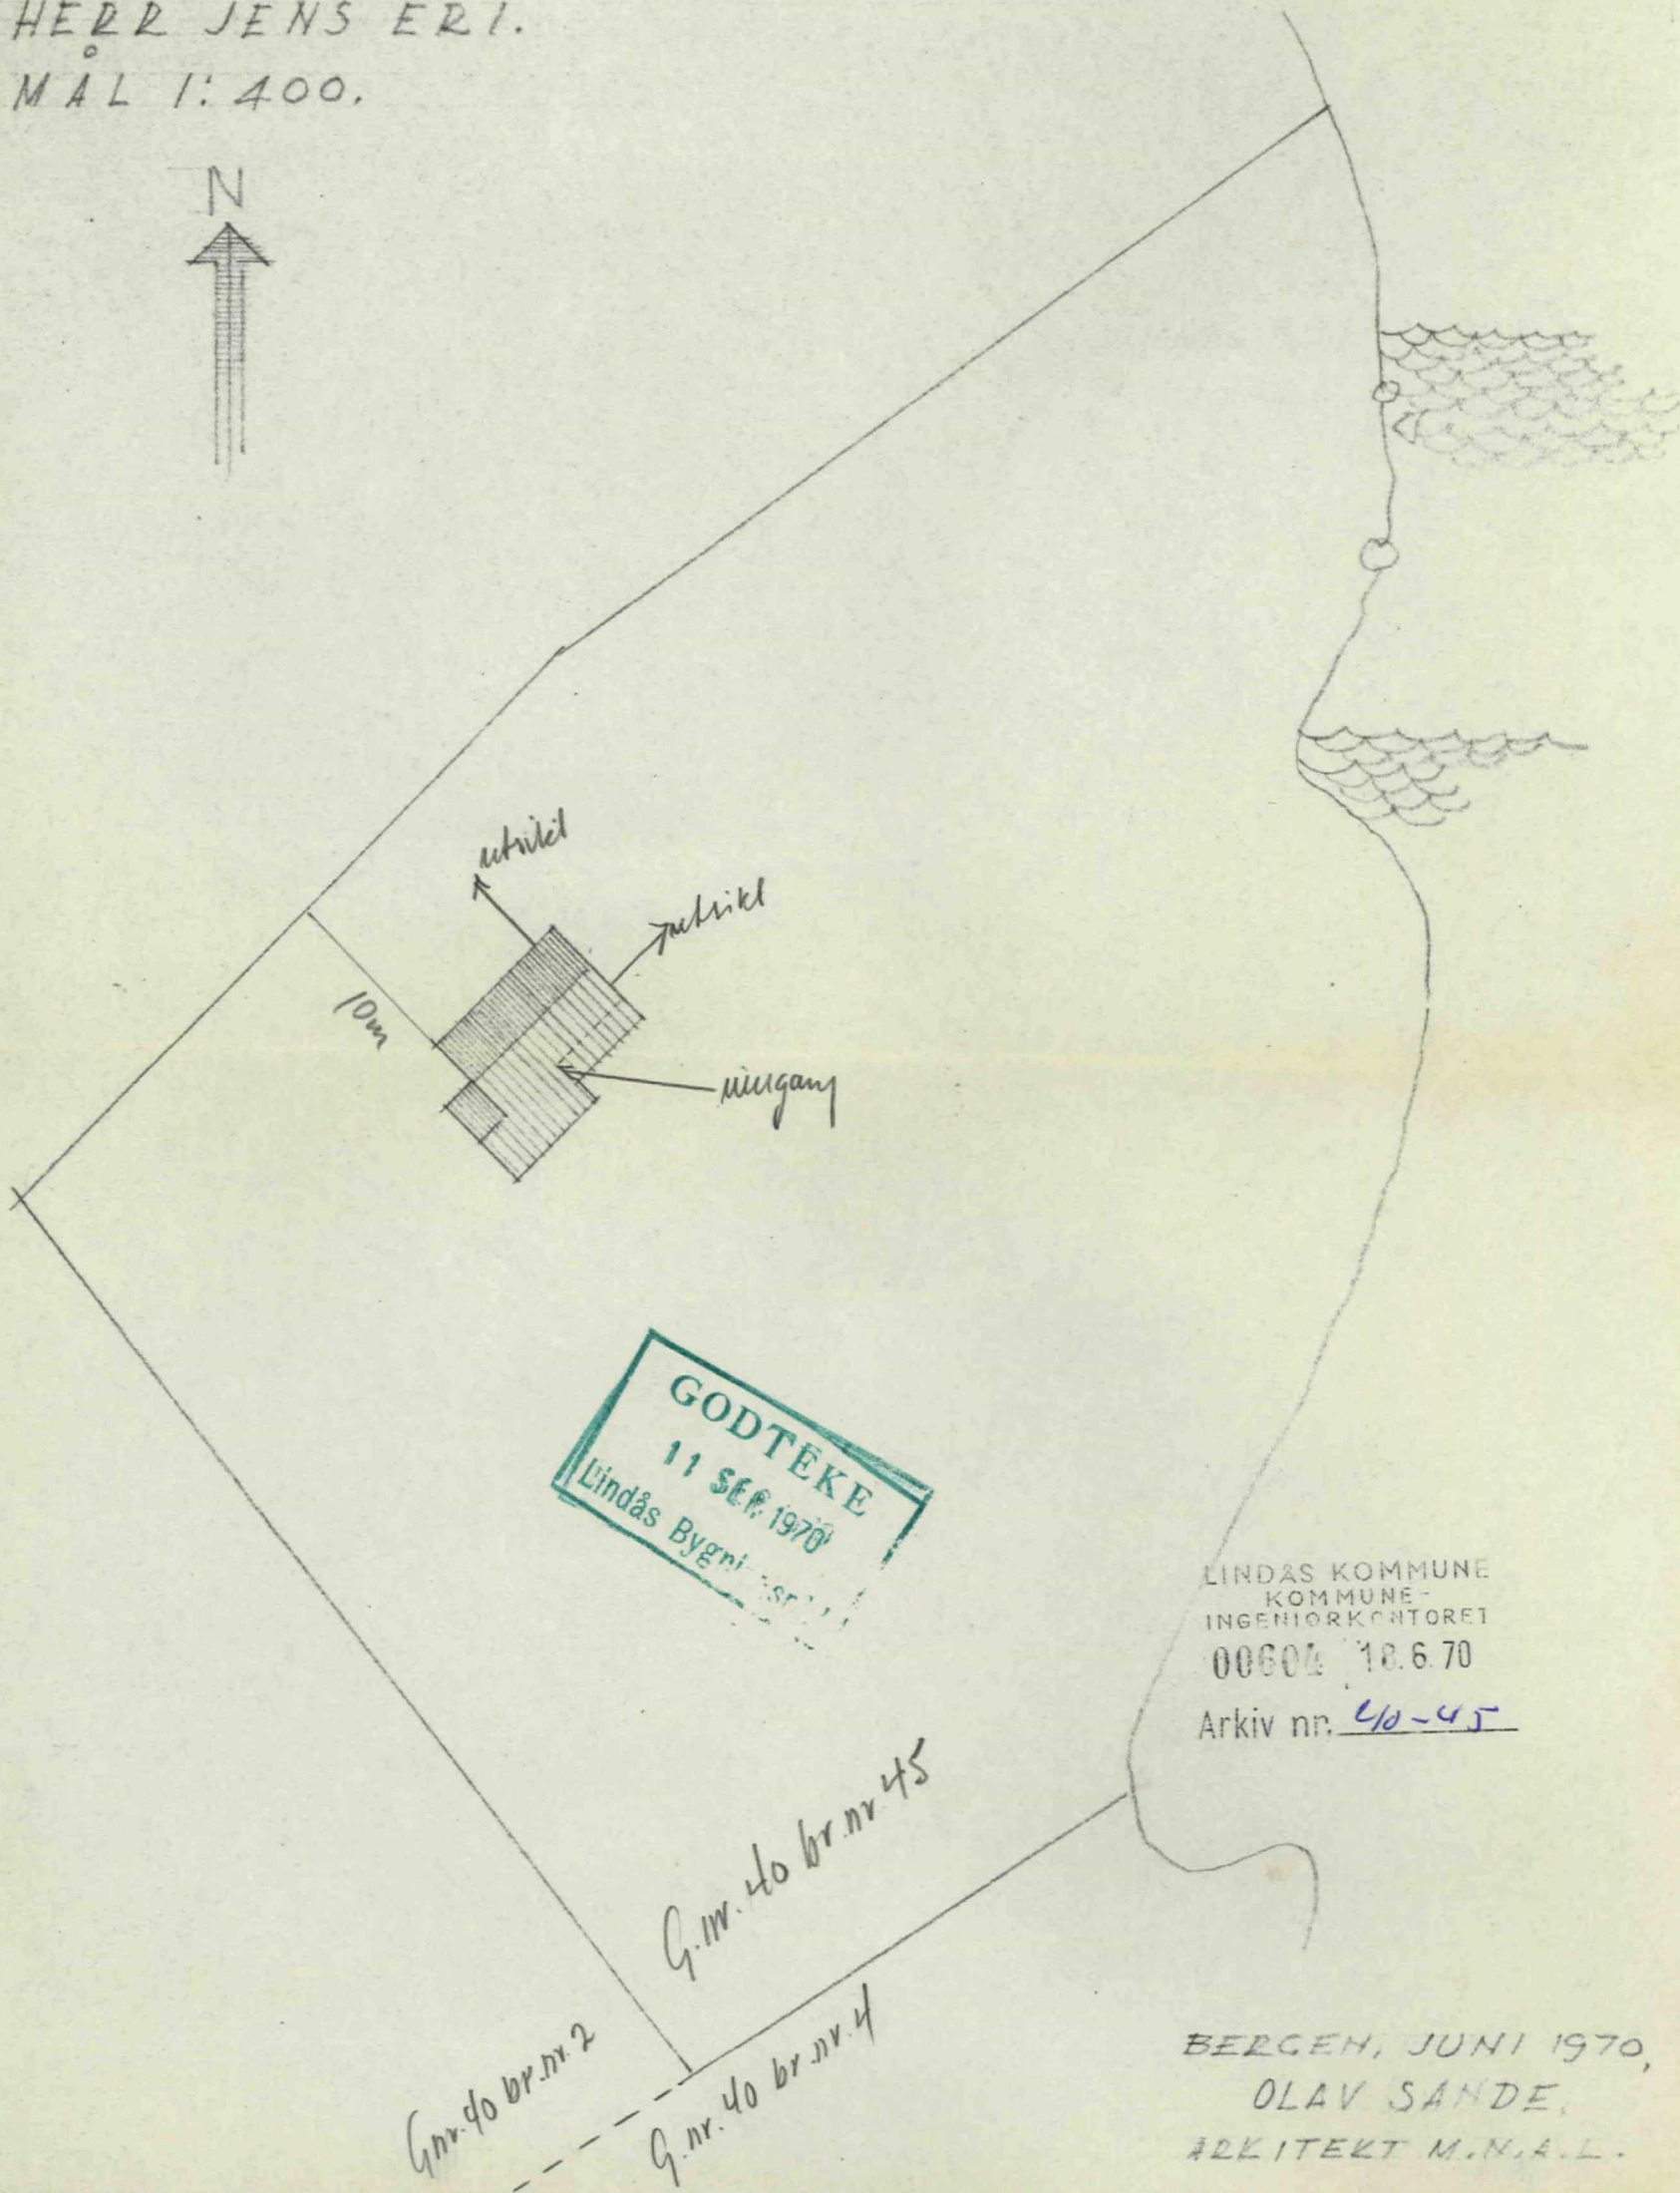 HERR JENS ERI.
MÅL 1:400.
N
utsikt
utsikt
10m
inngang
GODTEKE
11 SEP. 1970
Lindås
LINDÅS KOMMUNE
KOMMUNE-
INGENIØRKONTORET
18.6.70
Arkiv nr. 40-45
G.nr. 40 br.nr 45
Gnr. 40 br.nr. 2
G.nr. 40 br.nr. 4
BERGEN, JUNI 1970,
OLAV SANDE.
ARKITEKT M.N.A.L.